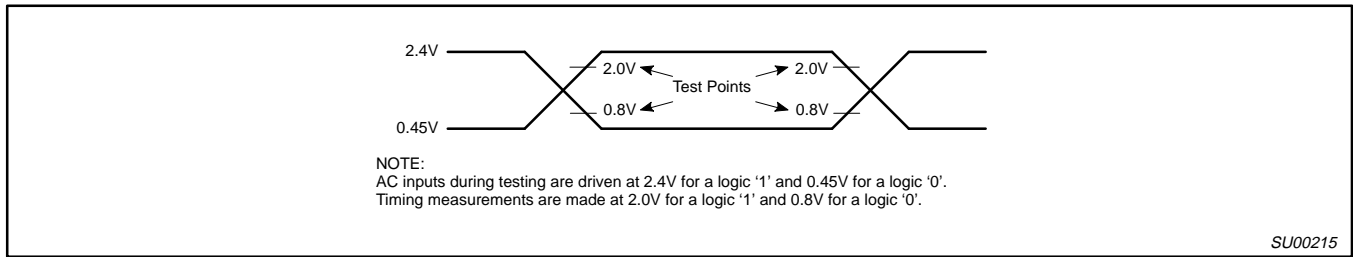 2.4V
2.0V 2.0V
Test Points
0.8V 0.8V
0.45V
NOTE:
AC inputs during testing are driven at 2.4V for a logic ‘1’ and 0.45V for a logic ‘0’.
Timing measurements are made at 2.0V for a logic ‘1’ and 0.8V for a logic ‘0’.
SU00215